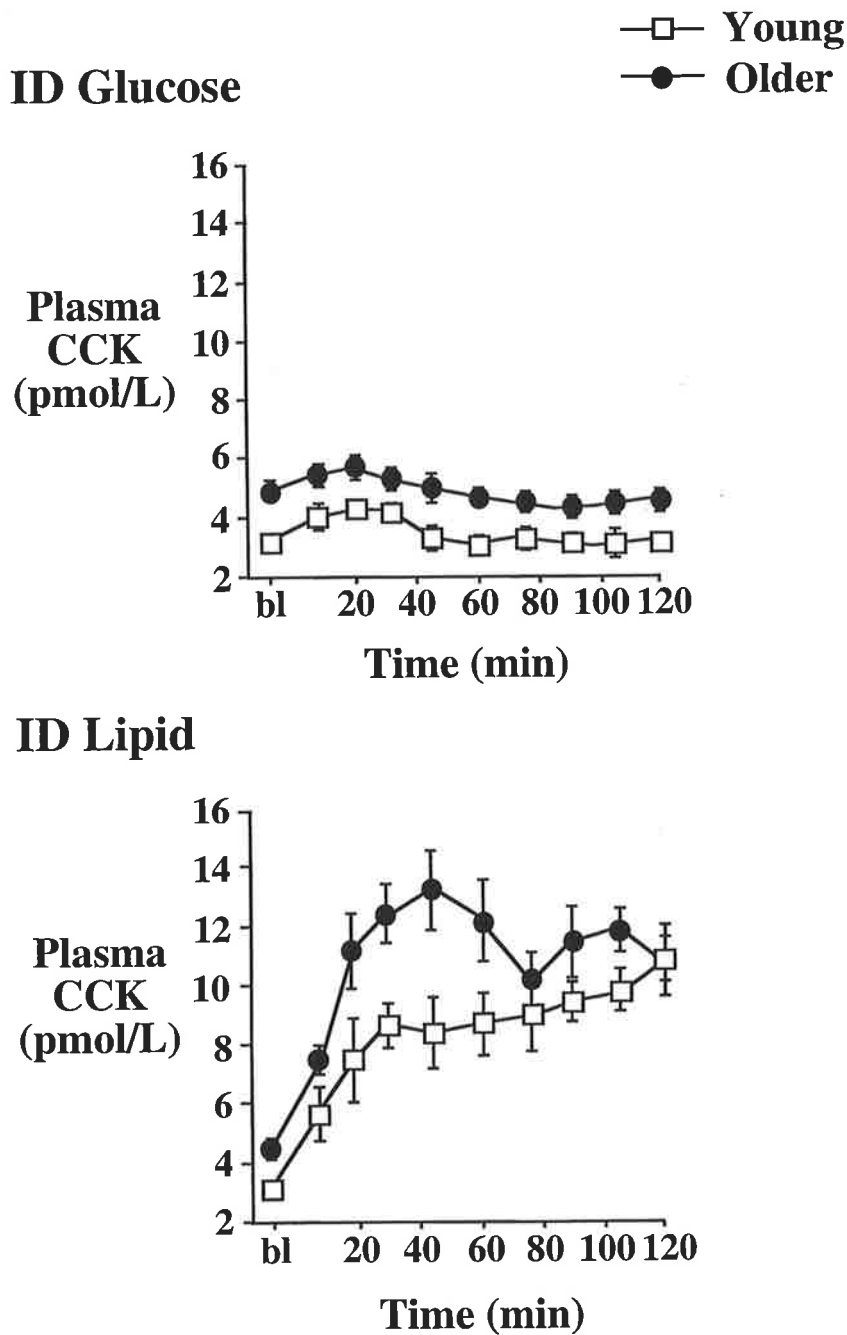 Young
Older
ID Glucose
16
14
12
10
8
6
4
2
Plasma
CCK
(pmol/L)
bl 20 40 60 80 100 120
Time (min)
ID Lipid
16
14
12
10
8
6
4
2
Plasma
CCK
(pmol/L)
bl 20 40 60 80 100 120
Time (min)